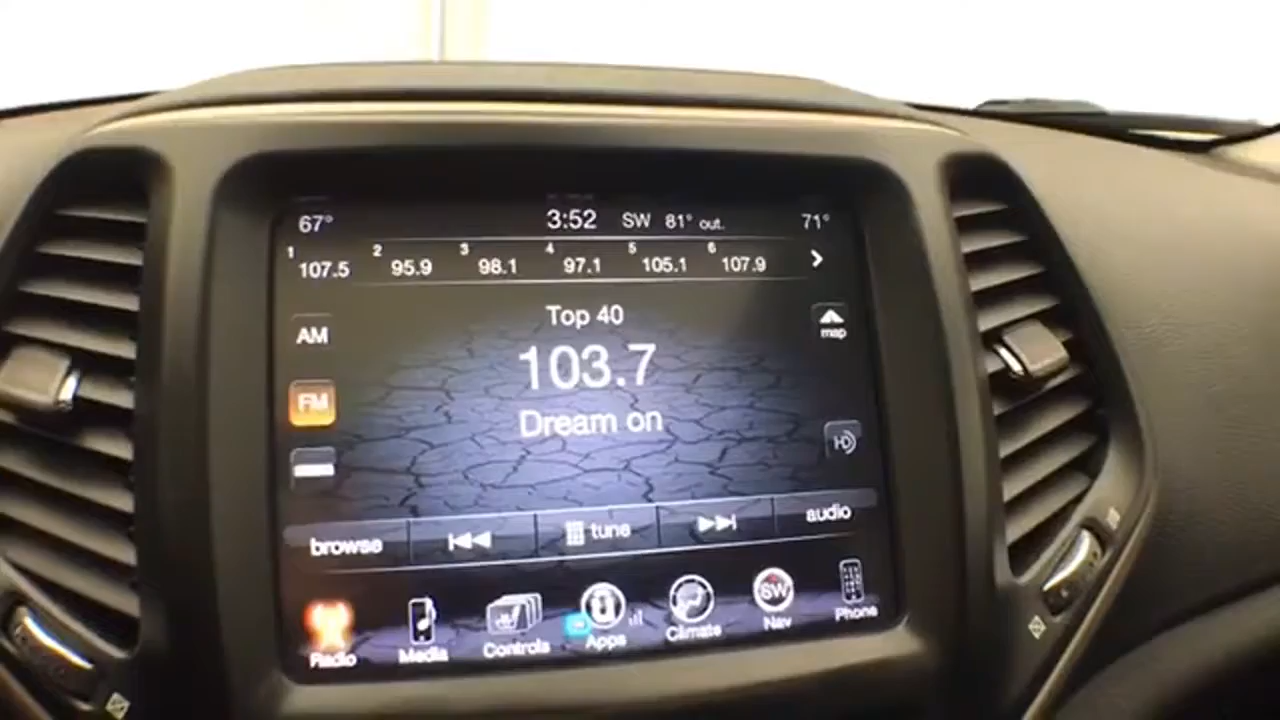 67° 3:52 SW 81° out. 71°
1 107.5 2 95.9 3 98.1 4 97.1 5 105.1 6 107.9
Top 40
AM
map
103.7
FM
Dream on
HD
browse tune audio
SW
Radio Media Controls Apps Climate Nav Phone